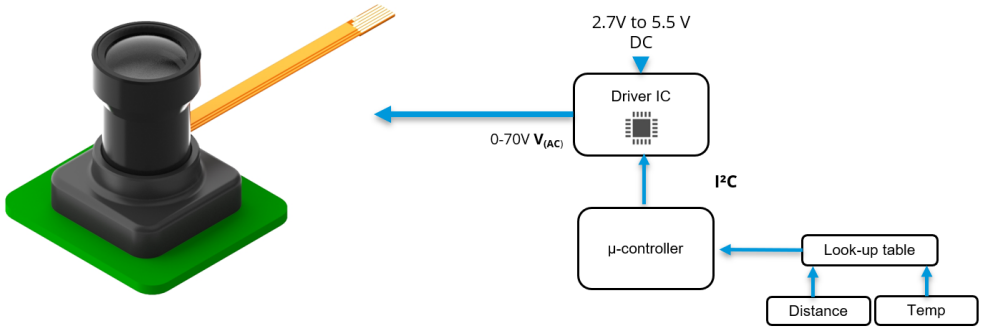 2.7V to 5.5 V
DC
Driver IC
0-70V V(AC)
I²C
µ-controller
Look-up table
Distance
Temp